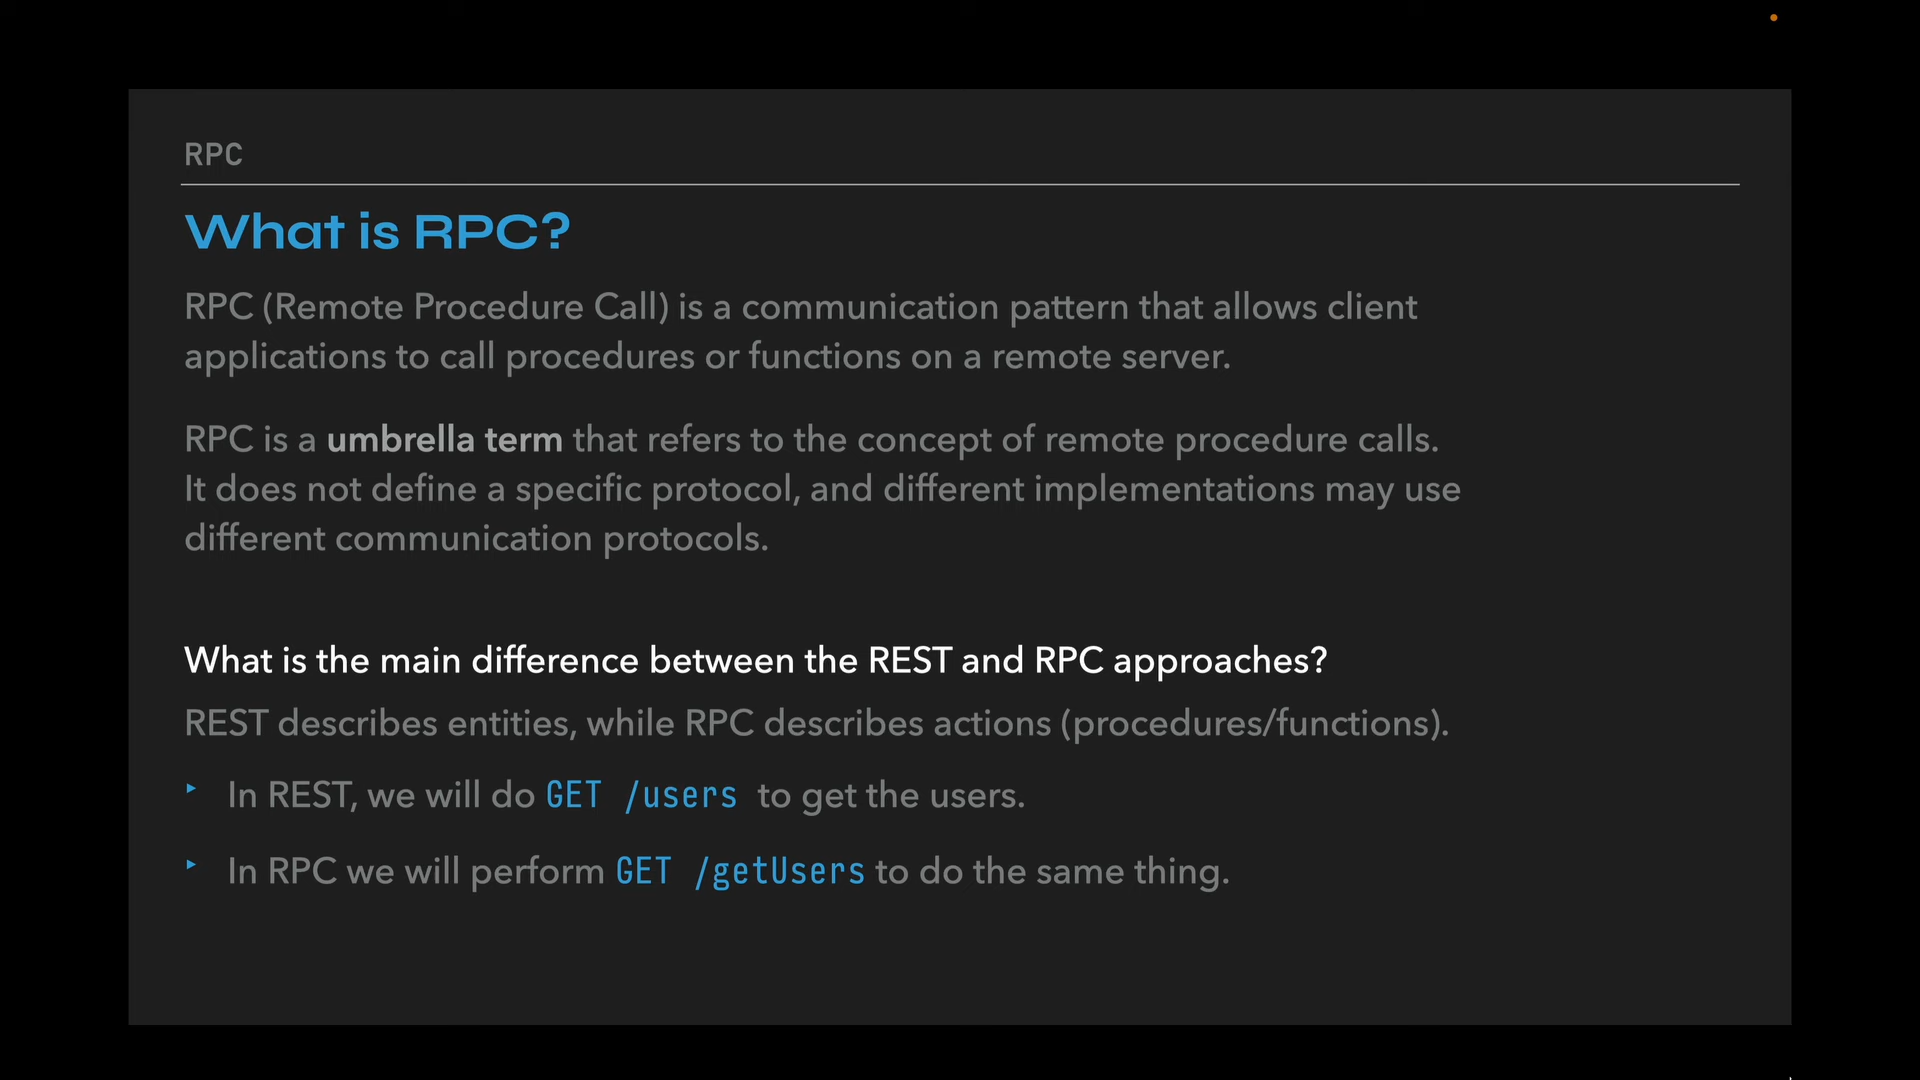 RPC
What is RPC?
RPC (Remote Procedure Call) is a communication pattern that allows client
applications to call procedures or functions on a remote server.
RPC is a umbrella term that refers to the concept of remote procedure calls.
It does not define a specific protocol, and different implementations may use
different communication protocols.
What is the main difference between the REST and RPC approaches?
REST describes entities, while RPC describes actions (procedures/functions).
‣ In REST, we will do GET /users to get the users.
‣ In RPC we will perform GET /getUsers to do the same thing.